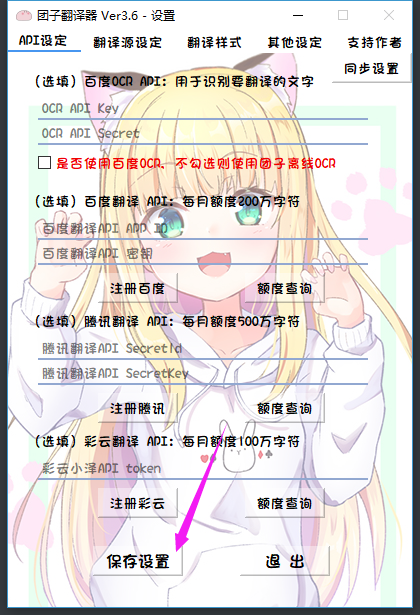 团子翻译器 Ver3.6 - 设置
API设定 翻译源设定 翻译样式 其他设定 支持作者
同步设置
(选填) 百度OCR API: 用于识别要翻译的文字
OCR API Key
OCR API Secret
是否使用百度OCR, 不勾选则使用团子离线OCR
(选填) 百度翻译 API: 每月额度200万字符
百度翻译API APP ID
百度翻译API 密钥
注册百度 额度查询
(选填) 腾讯翻译 API: 每月额度500万字符
腾讯翻译API SecretId
腾讯翻译API SecretKey
注册腾讯 额度查询
(选填) 彩云翻译 API: 每月额度100万字符
彩云小译API token
注册彩云 额度查询
保存设置 退 出